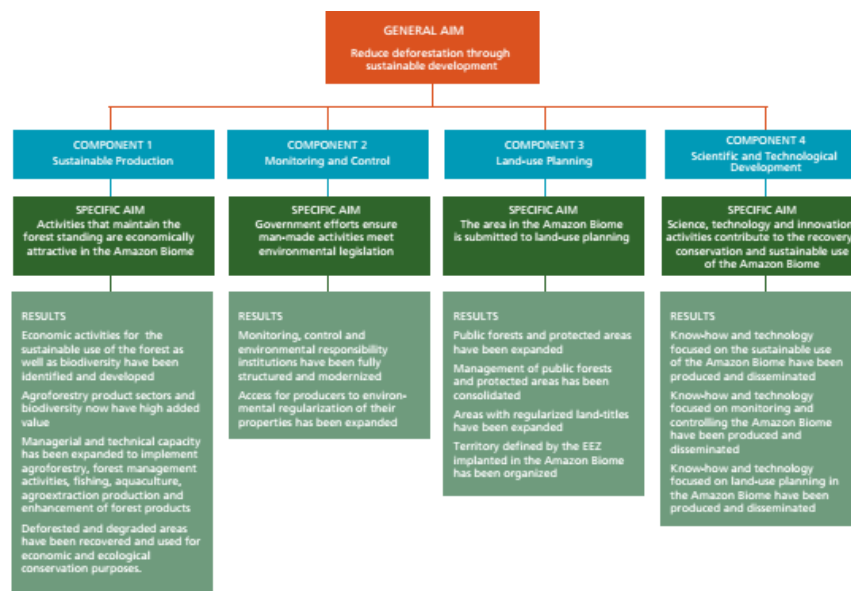 GENERAL AIM
Reduce deforestation through
sustainable development
COMPONENT 1
Sustainable Production
COMPONENT 2
Monitoring and Control
COMPONENT 3
Land-use Planning
COMPONENT 4
Scientific and Technological
Development
SPECIFIC AIM
Activities that maintain the
forest standing are economically
attractive in the Amazon Biome
SPECIFIC AIM
Government efforts ensure
man-made activities meet
environmental legislation
SPECIFIC AIM
The area in the Amazon Biome
is submitted to land-use planning
SPECIFIC AIM
Science, technology and innovation
activities contribute to the recovery,
conservation and sustainable use
of the Amazon Biome
RESULTS
Economic activities for the
sustainable use of the forest as
well as biodiversity have been
identified and developed
Agroforestry product sectors and
biodiversity now have high added
value
Managerial and technical capacity
has been expanded to implement
agroforestry, forest management
activities, fishing, aquaculture,
agroextraction production and
enhancement of forest products
Deforested and degraded areas
have been recovered and used for
economic and ecological
conservation purposes.
RESULTS
Monitoring, control and
environmental responsibility
institutions have been fully
structured and modernized
Access for producers to environ-
mental regularization of their
properties has been expanded
RESULTS
Public forests and protected areas
have been expanded
Management of public forests
and protected areas has been
consolidated
Areas with regularized land-titles
have been expanded
Territory defined by the EEZ
implanted in the Amazon Biome
has been organized
RESULTS
Know-how and technology
focused on the sustainable use
of the Amazon Biome have been
produced and disseminated
Know-how and technology
focused on monitoring and
controlling the Amazon Biome
have been produced and
disseminated
Know-how and technology
focused on land-use planning in
the Amazon Biome have been
produced and disseminated